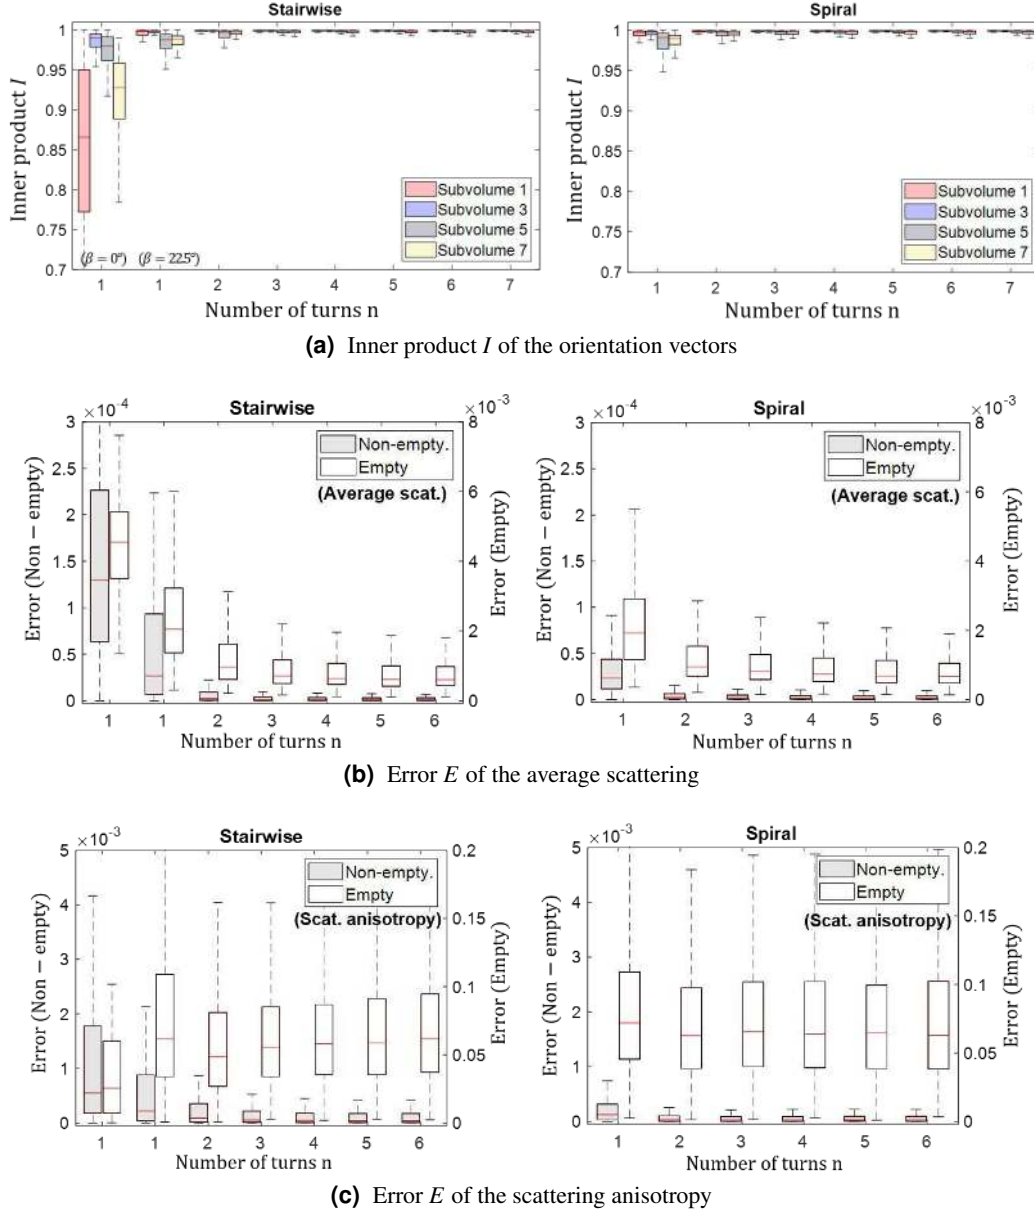 Stairwise
Spiral
Inner product I
1
0.95
0.9
0.85
0.8
0.75
0.7
(β = 0°) (β = 22.5°)
Subvolume 1
Subvolume 3
Subvolume 5
Subvolume 7
1 1 2 3 4 5 6 7
Number of turns n
Inner product I
1
0.95
0.9
0.85
0.8
0.75
0.7
Subvolume 1
Subvolume 3
Subvolume 5
Subvolume 7
1 2 3 4 5 6 7
Number of turns n
(a) Inner product I of the orientation vectors
×10⁻⁴
Stairwise
×10⁻³
Error (Non − empty)
3
2.5
2
1.5
1
0.5
0
Non-empty.
Empty
(Average scat.)
8
6
4
2
0
Error (Empty)
1 1 2 3 4 5 6
Number of turns n
×10⁻⁴
Spiral
×10⁻³
Error (Non − empty)
3
2.5
2
1.5
1
0.5
0
Non-empty.
Empty
(Average scat.)
8
6
4
2
0
Error (Empty)
1 2 3 4 5 6
Number of turns n
(b) Error E of the average scattering
×10⁻³
Stairwise
Error (Non − empty)
5
4
3
2
1
0
Non-empty.
Empty
(Scat. anisotropy)
0.2
0.15
0.1
0.05
0
Error (Empty)
1 1 2 3 4 5 6
Number of turns n
×10⁻³
Spiral
Error (Non − empty)
5
4
3
2
1
0
Non-empty.
Empty
(Scat. anisotropy)
0.2
0.15
0.1
0.05
0
Error (Empty)
1 2 3 4 5 6
Number of turns n
(c) Error E of the scattering anisotropy